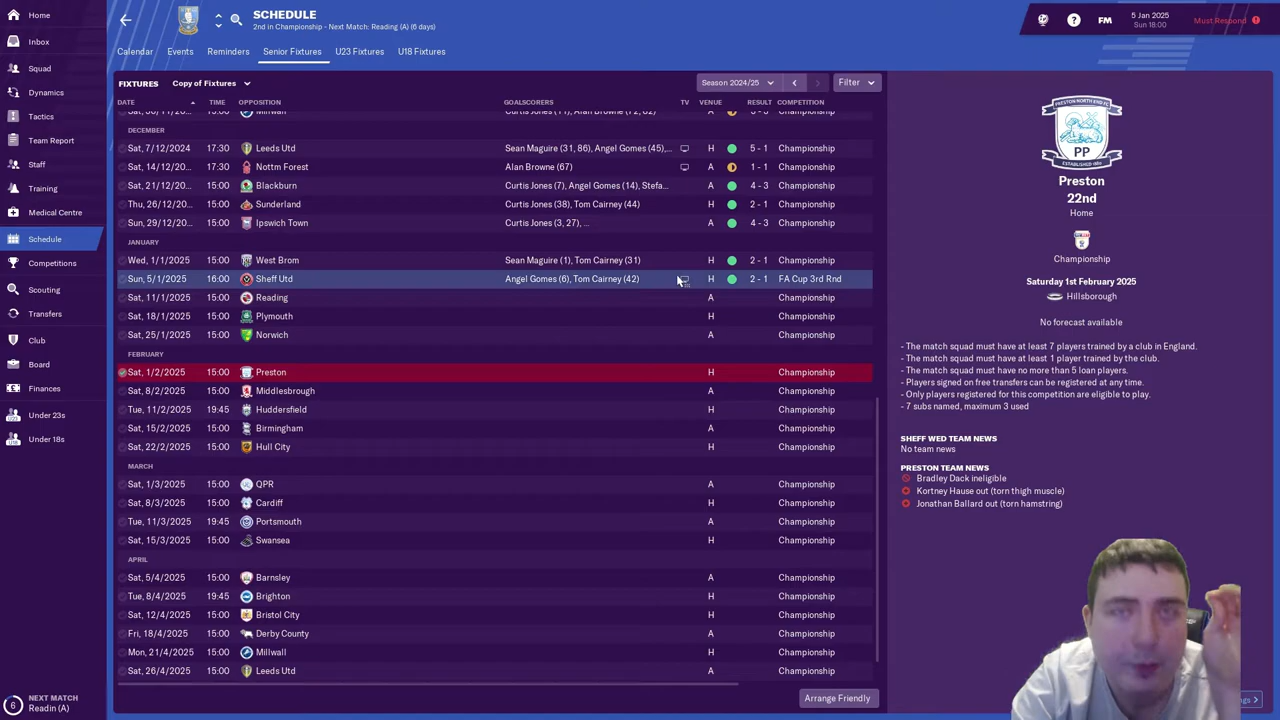 Home
Inbox
Squad
Dynamics
Tactics
Team Report
Staff
Training
Medical Centre
Schedule
Competitions
Scouting
Transfers
Club
Board
Finances
Under 23s
Under 18s
6
NEXT MATCH
Readin (A)
SCHEDULE
2nd in Championship - Next Match: Reading (A) (6 days)
?
FM
5 Jan 2025
Sun 18:00
Must Respond
Calendar Events Reminders Senior Fixtures U23 Fixtures U18 Fixtures
FIXTURES Copy of Fixtures Season 2024/25 Filter
DATE TIME OPPOSITION GOALSCORERS TV VENUE RESULT COMPETITION
DECEMBER
Sat, 7/12/2024 17:30 Leeds Utd Sean Maguire (31, 86), Angel Gomes (45),... H 5 - 1 Championship
Sat, 14/12/20... 17:30 Nottm Forest Alan Browne (67) A 1 - 1 Championship
Sat, 21/12/20... 15:00 Blackburn Curtis Jones (7), Angel Gomes (14), Stefa... A 4 - 3 Championship
Thu, 26/12/20... 15:00 Sunderland Curtis Jones (38), Tom Cairney (44) H 2 - 1 Championship
Sun, 29/12/20... 15:00 Ipswich Town Curtis Jones (3, 27), ... A 4 - 3 Championship
JANUARY
Wed, 1/1/2025 15:00 West Brom Sean Maguire (1), Tom Cairney (31) H 2 - 1 Championship
Sun, 5/1/2025 16:00 Sheff Utd Angel Gomes (6), Tom Cairney (42) H 2 - 1 FA Cup 3rd Rnd
Sat, 11/1/2025 15:00 Reading A Championship
Sat, 18/1/2025 15:00 Plymouth H Championship
Sat, 25/1/2025 15:00 Norwich A Championship
FEBRUARY
Sat, 1/2/2025 15:00 Preston H Championship
Sat, 8/2/2025 15:00 Middlesbrough A Championship
Tue, 11/2/2025 19:45 Huddersfield H Championship
Sat, 15/2/2025 15:00 Birmingham A Championship
Sat, 22/2/2025 15:00 Hull City H Championship
MARCH
Sat, 1/3/2025 15:00 QPR A Championship
Sat, 8/3/2025 15:00 Cardiff H Championship
Tue, 11/3/2025 19:45 Portsmouth A Championship
Sat, 15/3/2025 15:00 Swansea H Championship
APRIL
Sat, 5/4/2025 15:00 Barnsley A Championship
Tue, 8/4/2025 19:45 Brighton H Championship
Sat, 12/4/2025 15:00 Bristol City H Championship
Fri, 18/4/2025 15:00 Derby County A Championship
Mon, 21/4/2025 15:00 Millwall H Championship
Sat, 26/4/2025 15:00 Leeds Utd A Championship
Arrange Friendly
PP
Preston
22nd
Home
Championship
Saturday 1st February 2025
Hillsborough
No forecast available
- The match squad must have at least 7 players trained by a club in England.
- The match squad must have at least 1 player trained by the club.
- The match squad must have no more than 5 loan players.
- Players signed on free transfers can be registered at any time.
- Only players registered for this competition are eligible to play.
- 7 subs named, maximum 3 used
SHEFF WED TEAM NEWS
No team news
PRESTON TEAM NEWS
Bradley Dack ineligible
Kortney Hause out (torn thigh muscle)
Jonathan Ballard out (torn hamstring)